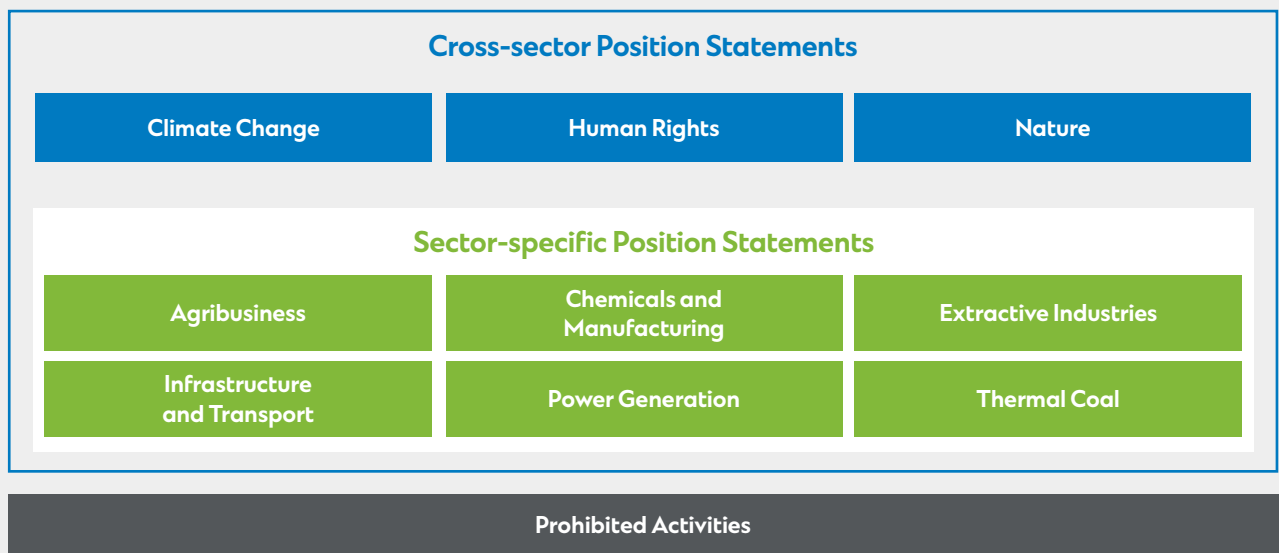 Cross-sector Position Statements
Climate Change
Human Rights
Nature
Sector-specific Position Statements
Agribusiness
Chemicals and
Manufacturing
Extractive Industries
Infrastructure
and Transport
Power Generation
Thermal Coal
Prohibited Activities